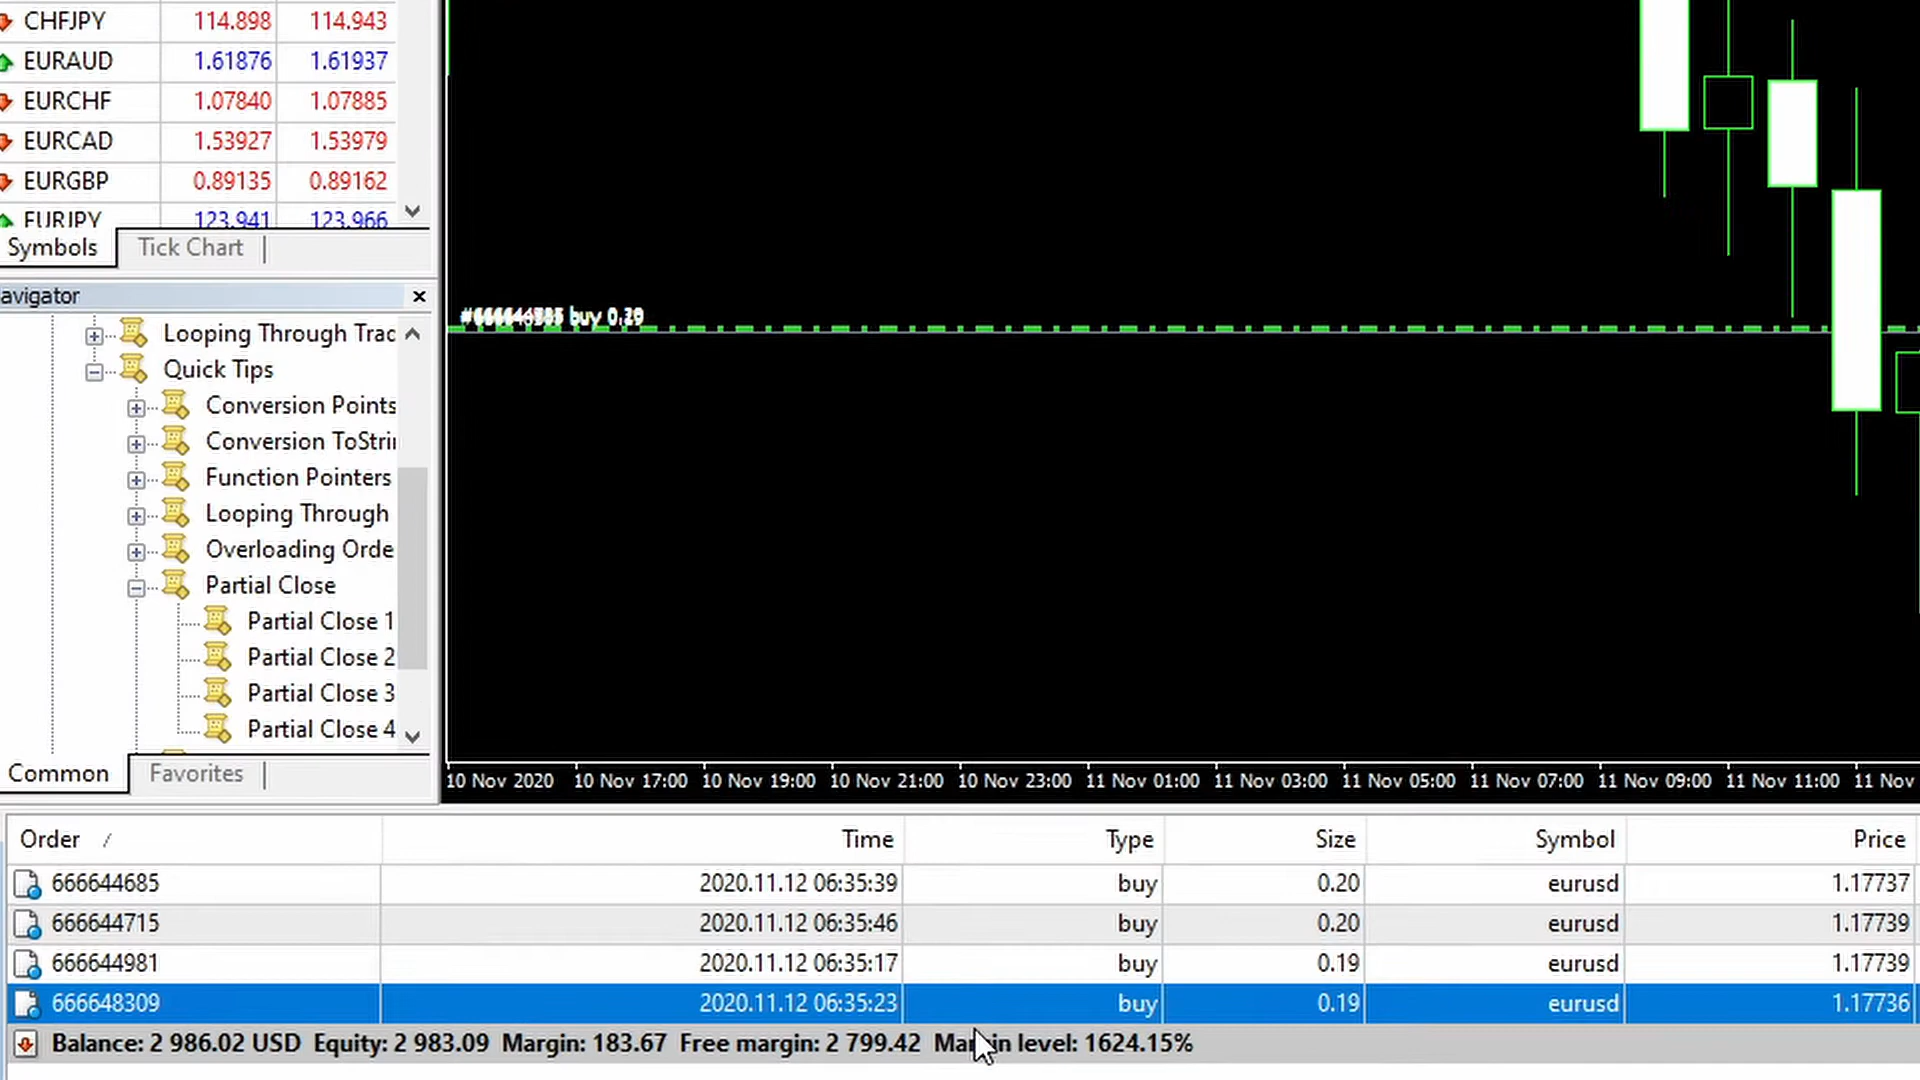 CHFJPY 114.898 114.943
EURAUD 1.61876 1.61937
EURCHF 1.07840 1.07885
EURCAD 1.53927 1.53979
EURGBP 0.89135 0.89162
EURJPY 123.941 123.966
Symbols Tick Chart
avigator
Looping Through Trad
Quick Tips
Conversion Points
Conversion ToStri
Function Pointers
Looping Through
Overloading Orde
Partial Close
Partial Close 1
Partial Close 2
Partial Close 3
Partial Close 4
Common Favorites
buy
10 Nov 2020 10 Nov 17:00 10 Nov 19:00 10 Nov 21:00 10 Nov 23:00 11 Nov 01:00 11 Nov 03:00 11 Nov 05:00 11 Nov 07:00 11 Nov 09:00 11 Nov 11:00 11 Nov
Order / Time Type Size Symbol Price
666644685 2020.11.12 06:35:39 buy 0.20 eurusd 1.17737
666644715 2020.11.12 06:35:46 buy 0.20 eurusd 1.17739
666644981 2020.11.12 06:35:17 buy 0.19 eurusd 1.17739
666648309 2020.11.12 06:35:23 buy 0.19 eurusd 1.17736
Balance: 2 986.02 USD Equity: 2 983.09 Margin: 183.67 Free margin: 2 799.42 Margin level: 1624.15%